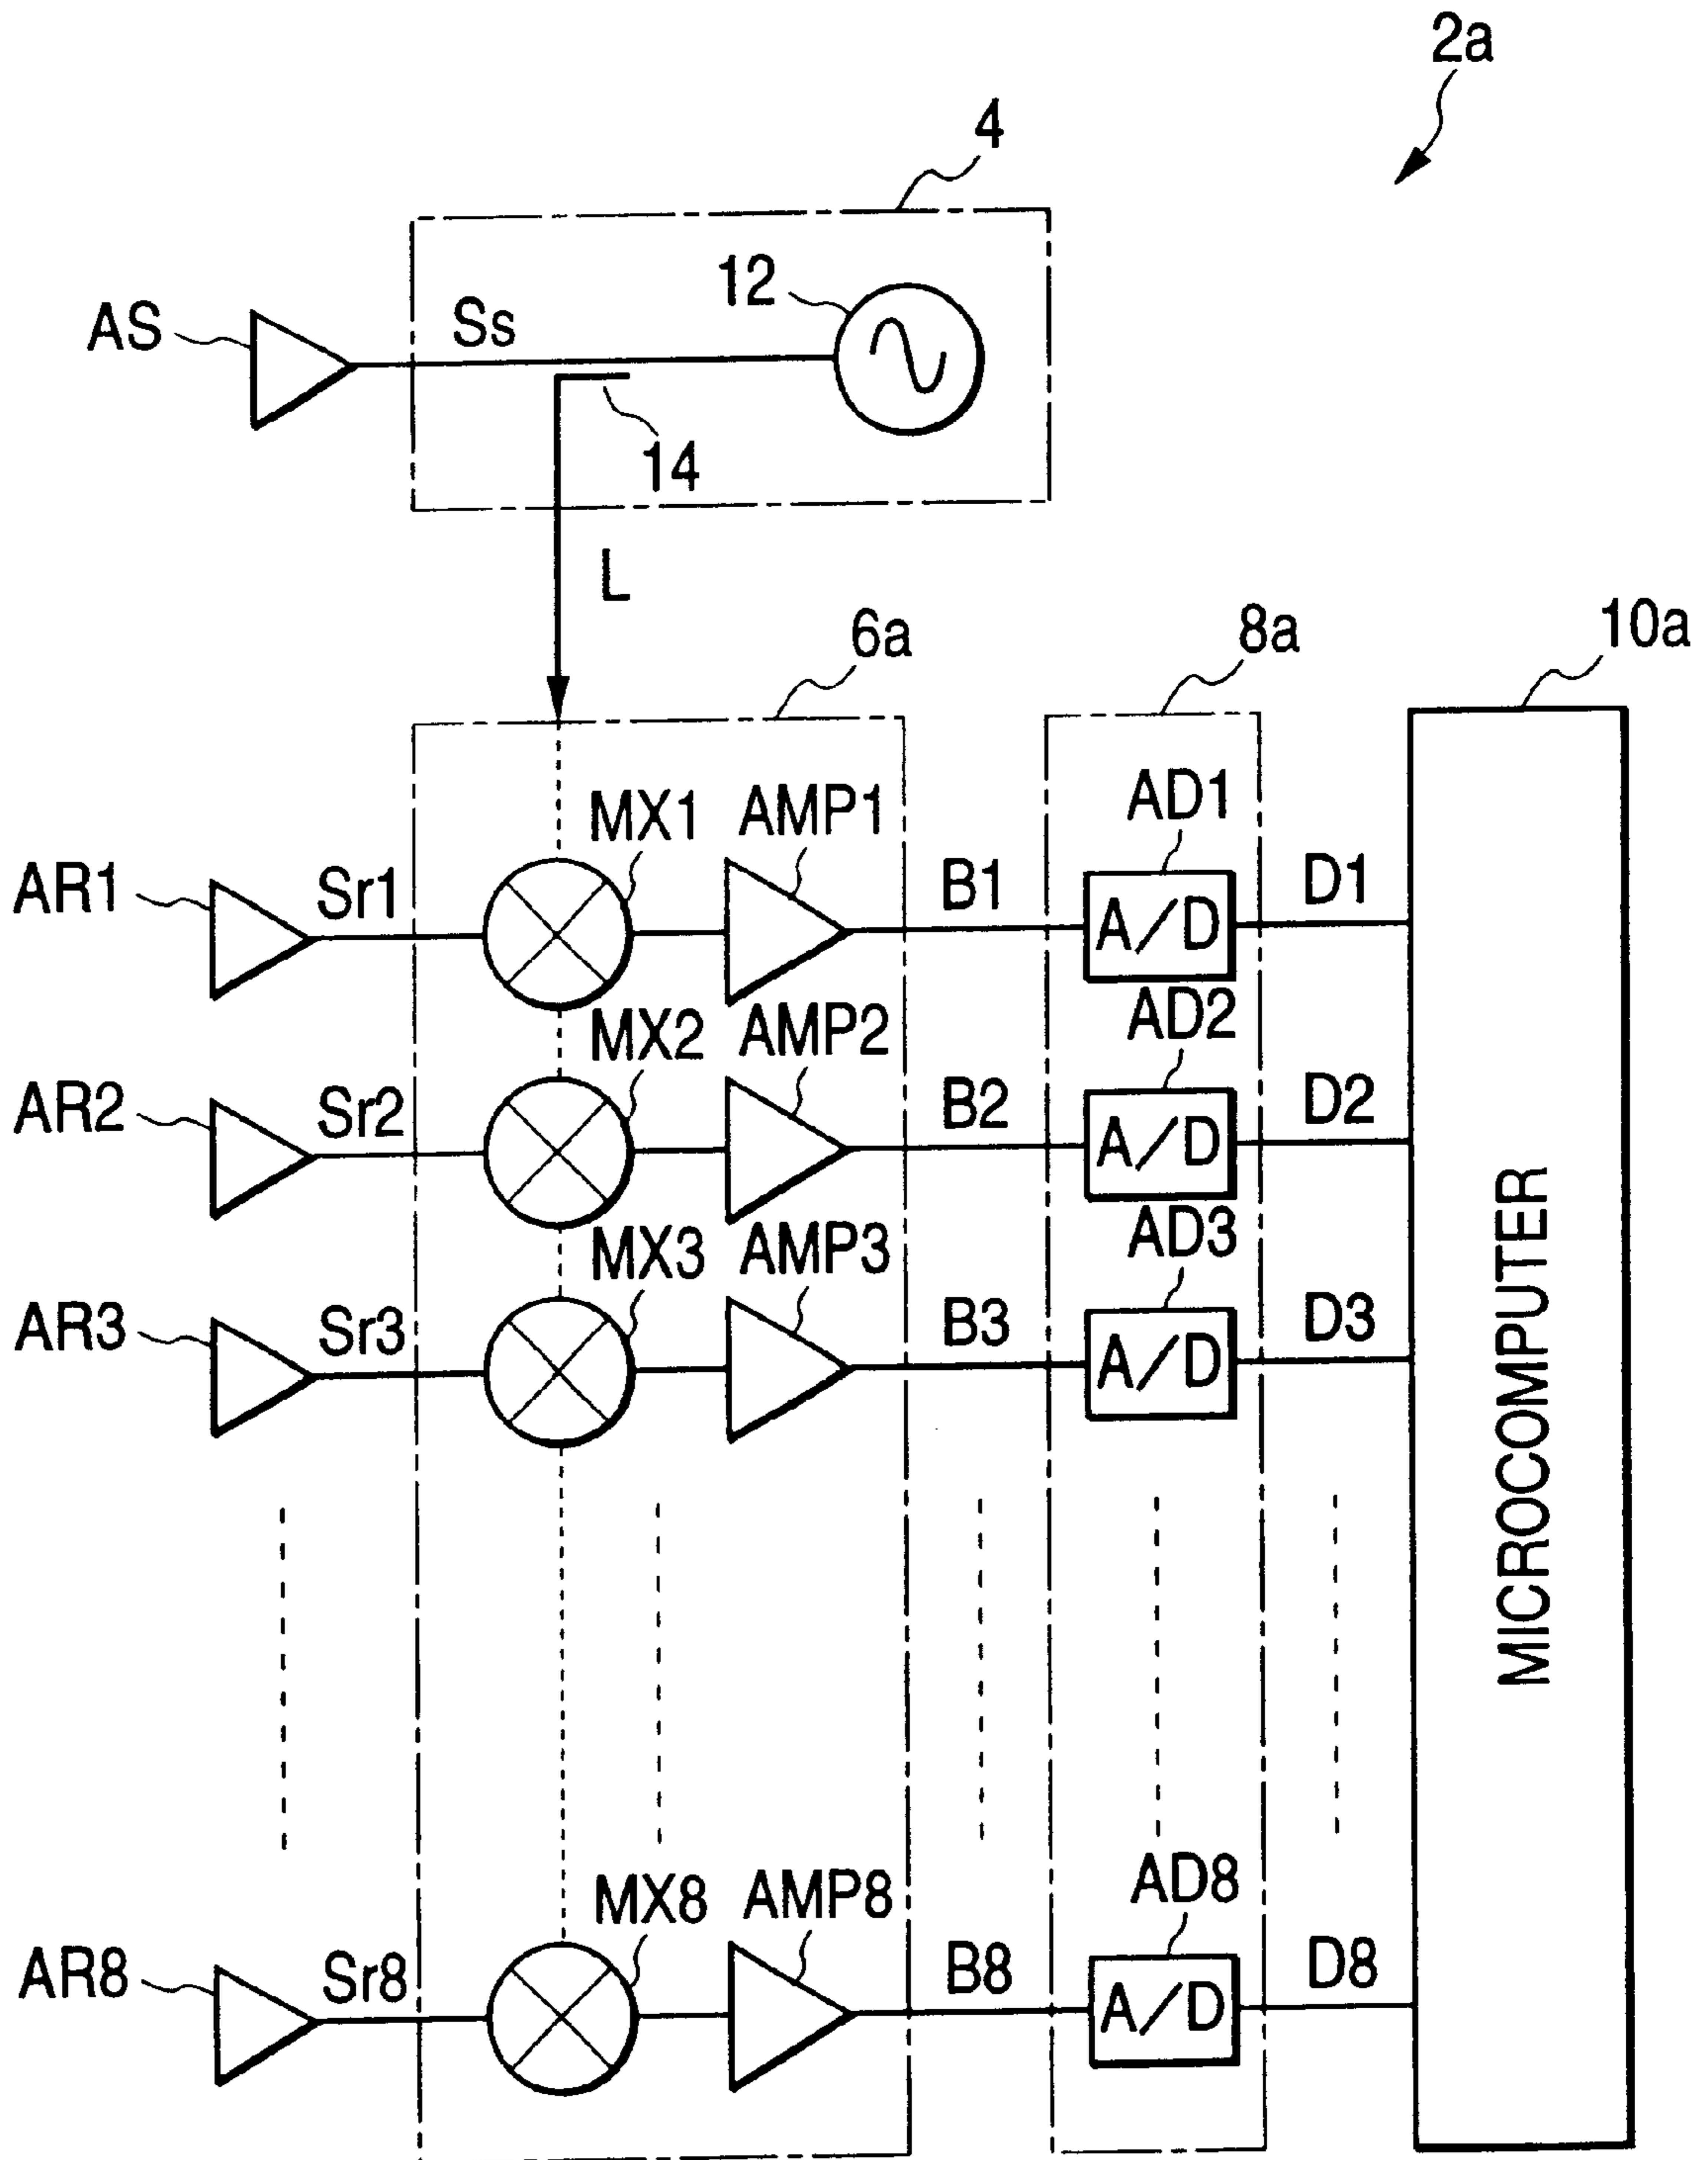 2a
4
12
AS
Ss
14
L
6a
8a
10a
MX1
AMP1
AD1
AR1
Sr1
B1
A/D
D1
MX2
AMP2
AD2
AR2
Sr2
B2
A/D
D2
MX3
AMP3
AD3
AR3
Sr3
B3
A/D
D3
MICROCOMPUTER
MX8
AMP8
AD8
AR8
Sr8
B8
A/D
D8